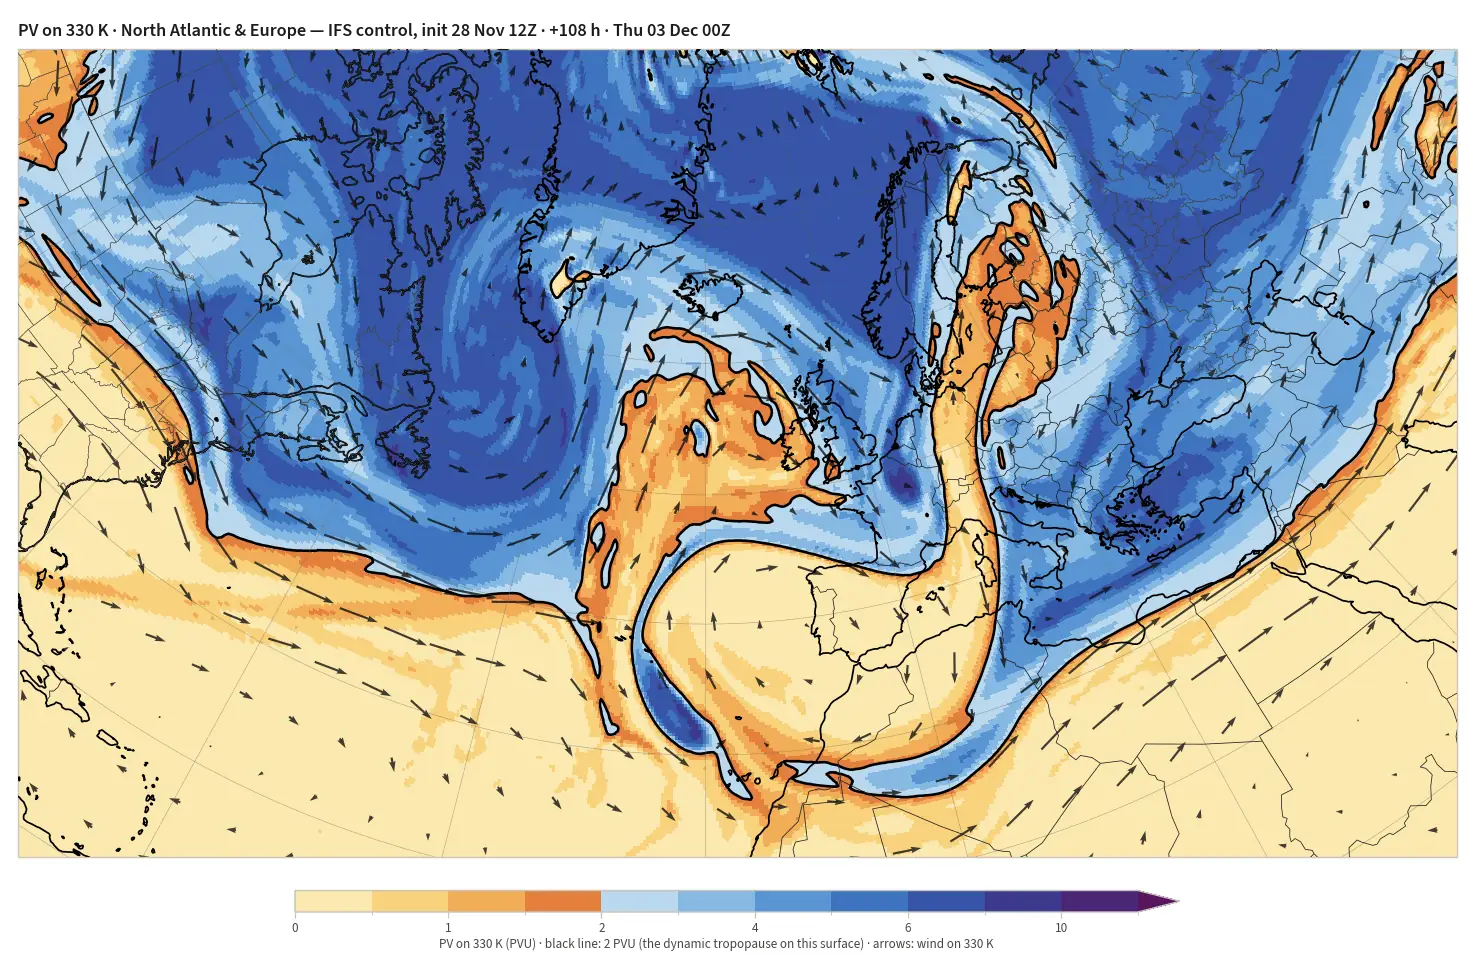 PV on 330 K · North Atlantic & Europe — IFS control, init 28 Nov 12Z · +108 h · Thu 03 Dec 00Z
0 1 2 4 6 10
PV on 330 K (PVU) · black line: 2 PVU (the dynamic tropopause on this surface) · arrows: wind on 330 K